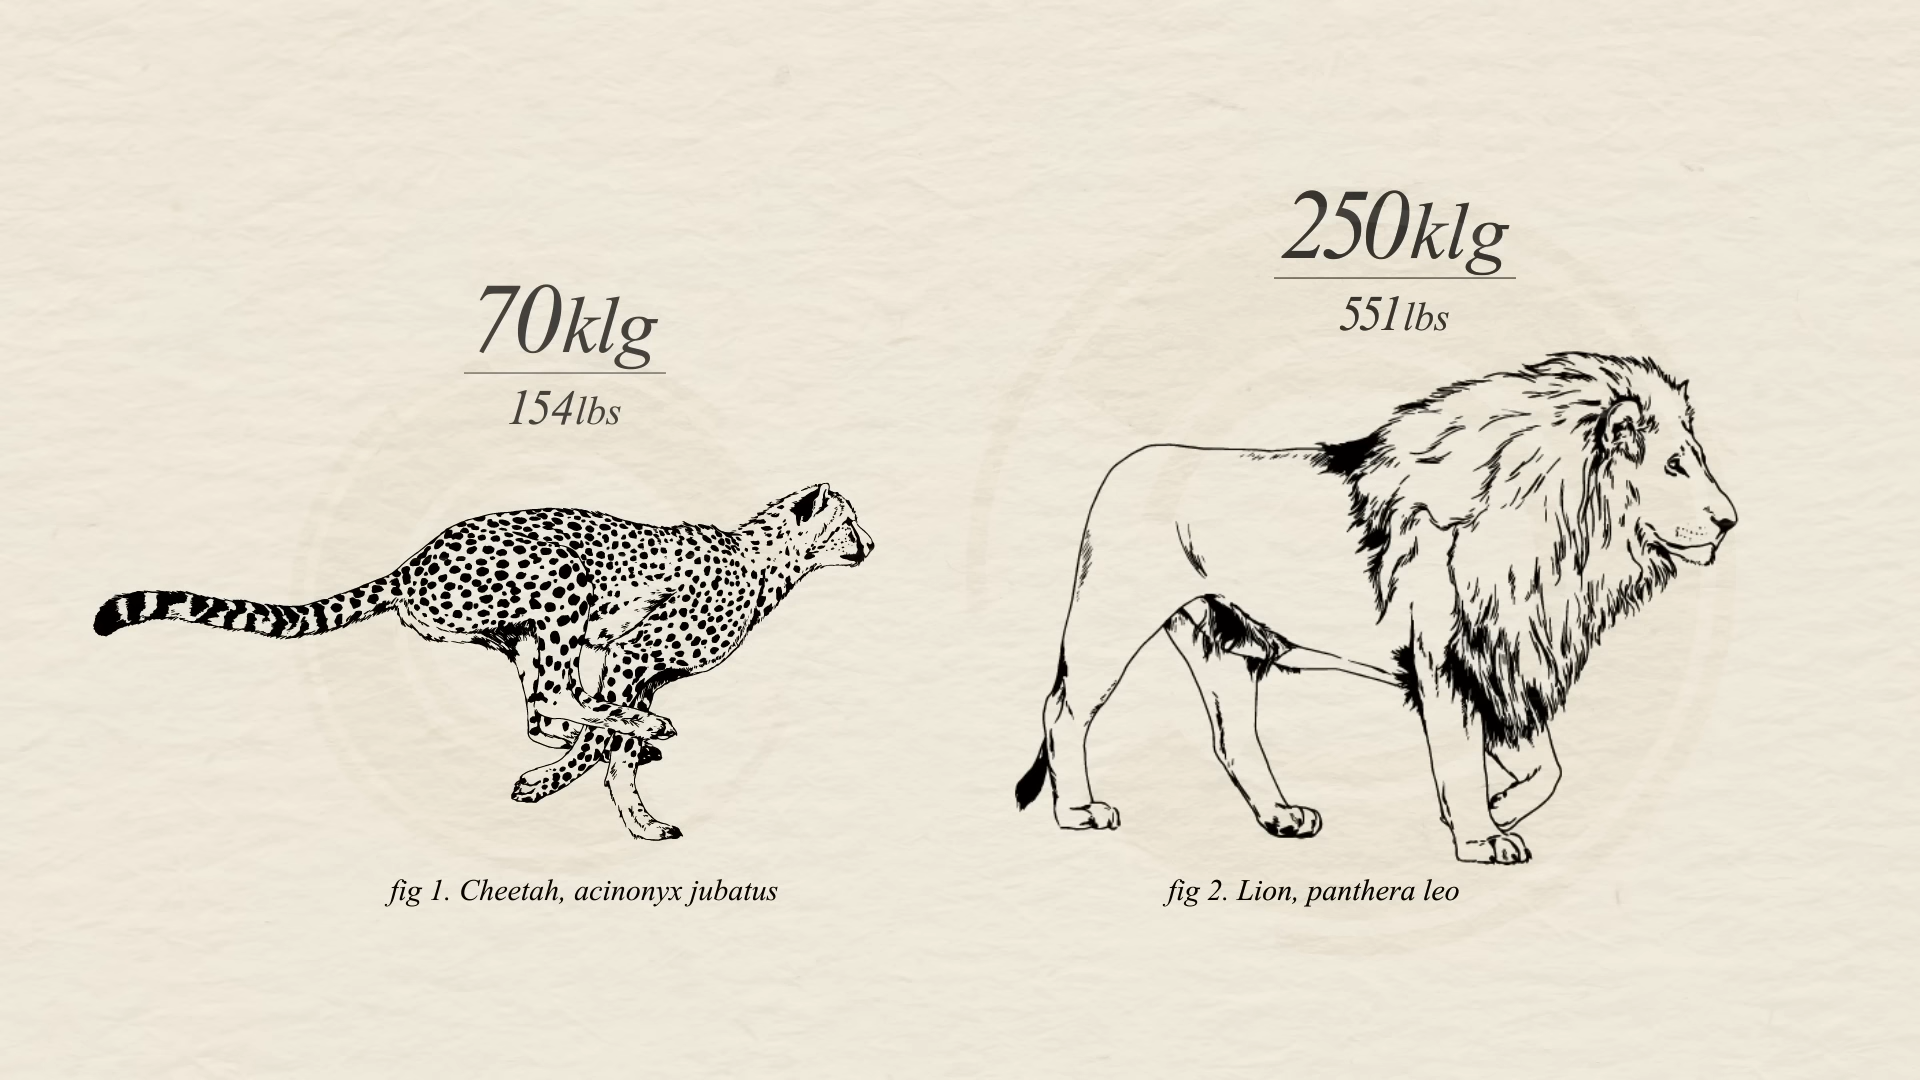 70klg
154lbs
fig 1. Cheetah, acinonyx jubatus
250klg
551lbs
fig 2. Lion, panthera leo